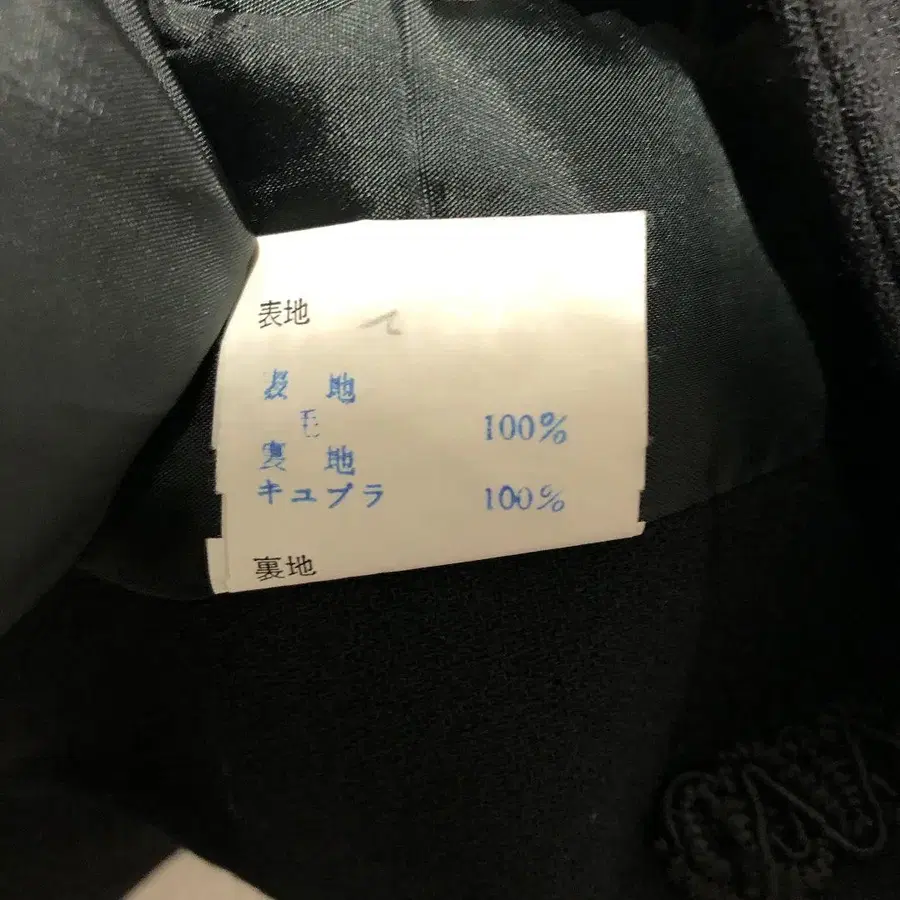 表地
表地
毛 100%
裏地
キュプラ 100%
裏地